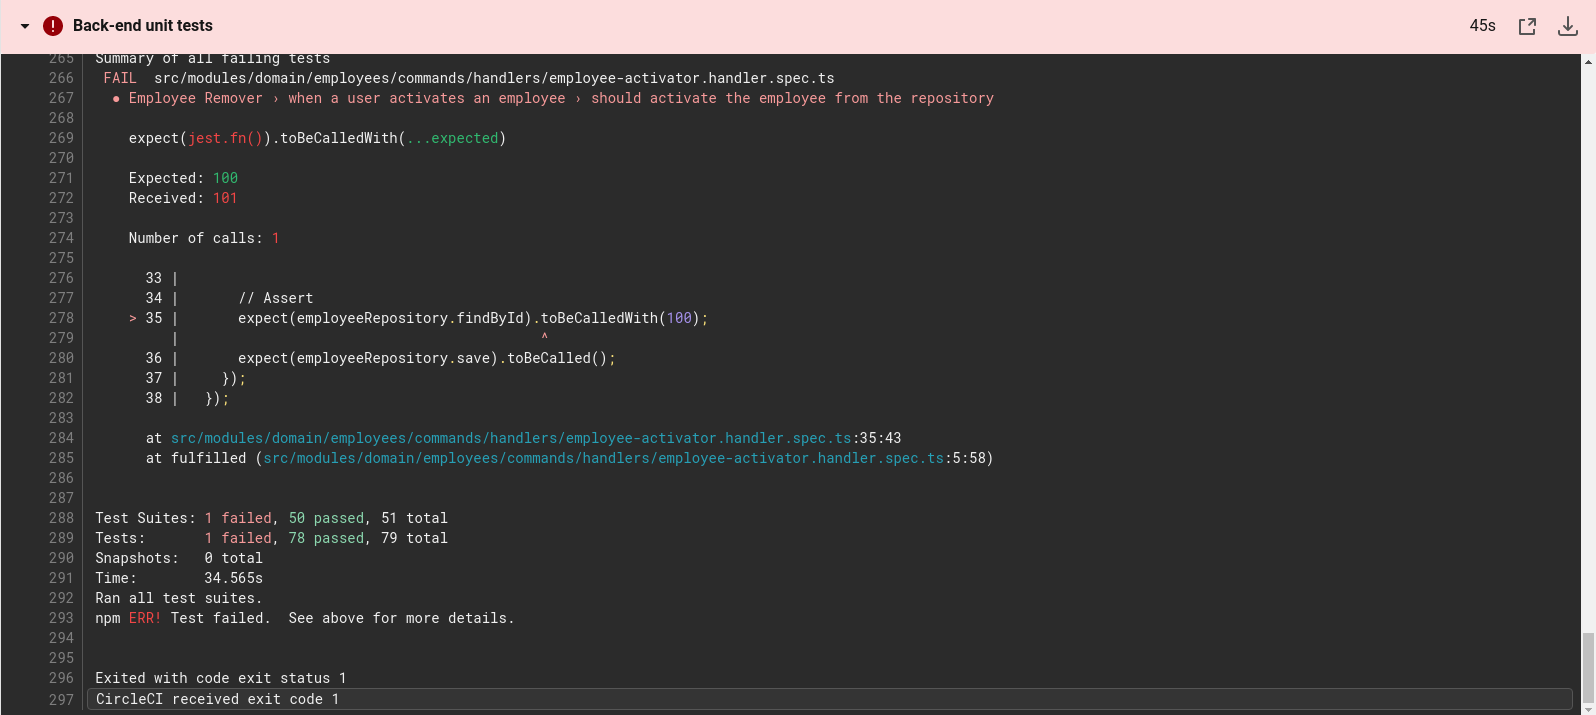 Back-end unit tests 45s
265 Summary of all failing tests
266 FAIL src/modules/domain/employees/commands/handlers/employee-activator.handler.spec.ts
267 ● Employee Remover › when a user activates an employee › should activate the employee from the repository
268
269 expect(jest.fn()).toBeCalledWith(...expected)
270
271 Expected: 100
272 Received: 101
273
274 Number of calls: 1
275
276 33 |
277 34 | // Assert
278 > 35 | expect(employeeRepository.findById).toBeCalledWith(100);
279 | ^
280 36 | expect(employeeRepository.save).toBeCalled();
281 37 | });
282 38 | });
283
284 at src/modules/domain/employees/commands/handlers/employee-activator.handler.spec.ts:35:43
285 at fulfilled (src/modules/domain/employees/commands/handlers/employee-activator.handler.spec.ts:5:58)
286
287
288 Test Suites: 1 failed, 50 passed, 51 total
289 Tests: 1 failed, 78 passed, 79 total
290 Snapshots: 0 total
291 Time: 34.565s
292 Ran all test suites.
293 npm ERR! Test failed. See above for more details.
294
295
296 Exited with code exit status 1
297 CircleCI received exit code 1